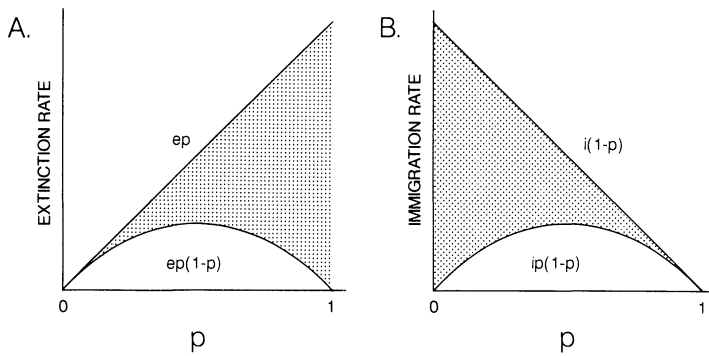 A.
EXTINCTION RATE
ep
ep(1-p)
0
1
p
B.
IMMIGRATION RATE
i(1-p)
ip(1-p)
0
1
p